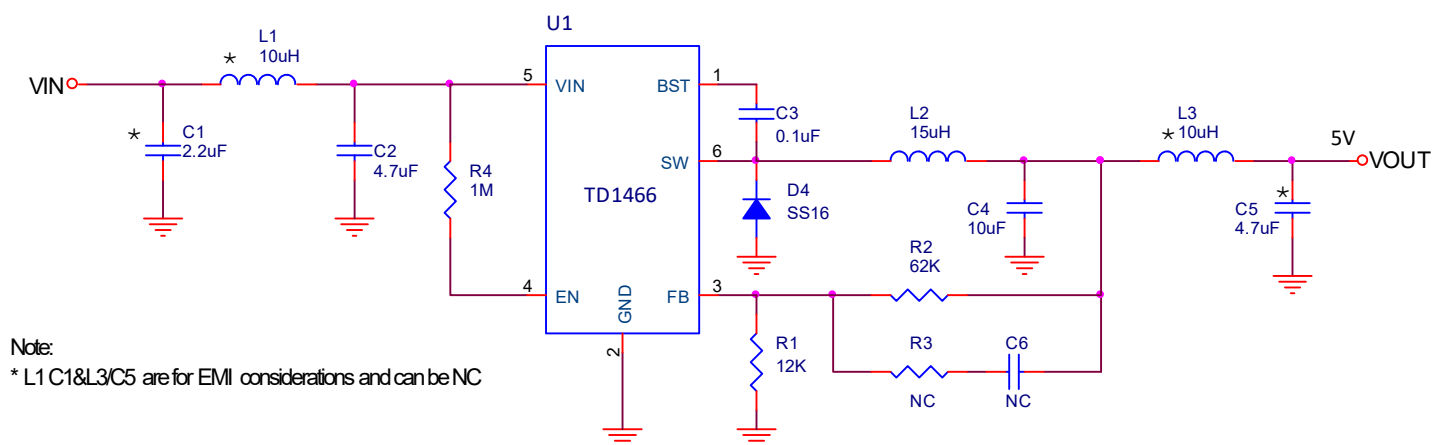 U1
L1
10uH
*
VIN
5
VIN
BST
1
C3
0.1uF
L2
15uH
L3
10uH
*
5V
VOUT
*
C1
2.2uF
C2
4.7uF
R4
1M
SW
6
TD1466
D4
SS16
C4
10uF
*
C5
4.7uF
R2
62K
4
EN
GND
2
FB
3
R1
12K
R3
NC
C6
NC
Note:
* L1 C1&L3/C5 are for EMI considerations and can be NC